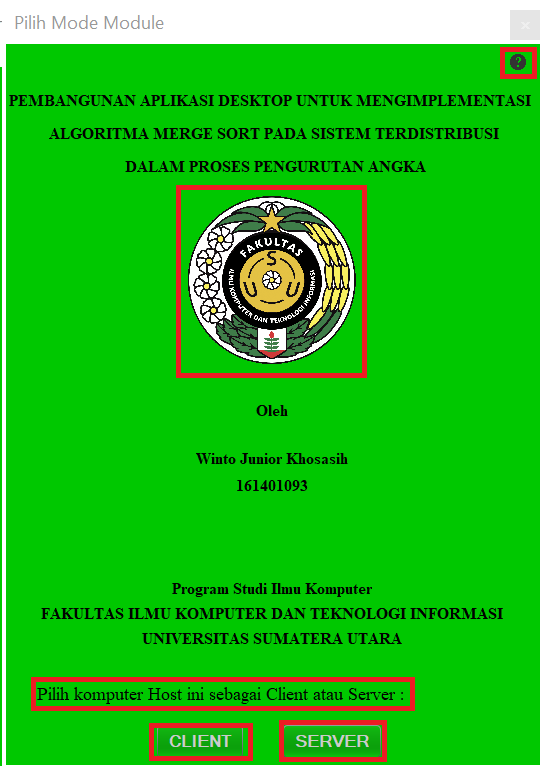 Pilih Mode Module
×
?
PEMBANGUNAN APLIKASI DESKTOP UNTUK MENGIMPLEMENTASI
ALGORITMA MERGE SORT PADA SISTEM TERDISTRIBUSI
DALAM PROSES PENGURUTAN ANGKA
FAKULTAS
U S U
ILMU KOMPUTER DAN TEKNOLOGI INFORMASI
Oleh
Winto Junior Khosasih
161401093
Program Studi Ilmu Komputer
FAKULTAS ILMU KOMPUTER DAN TEKNOLOGI INFORMASI
UNIVERSITAS SUMATERA UTARA
Pilih komputer Host ini sebagai Client atau Server :
CLIENT
SERVER